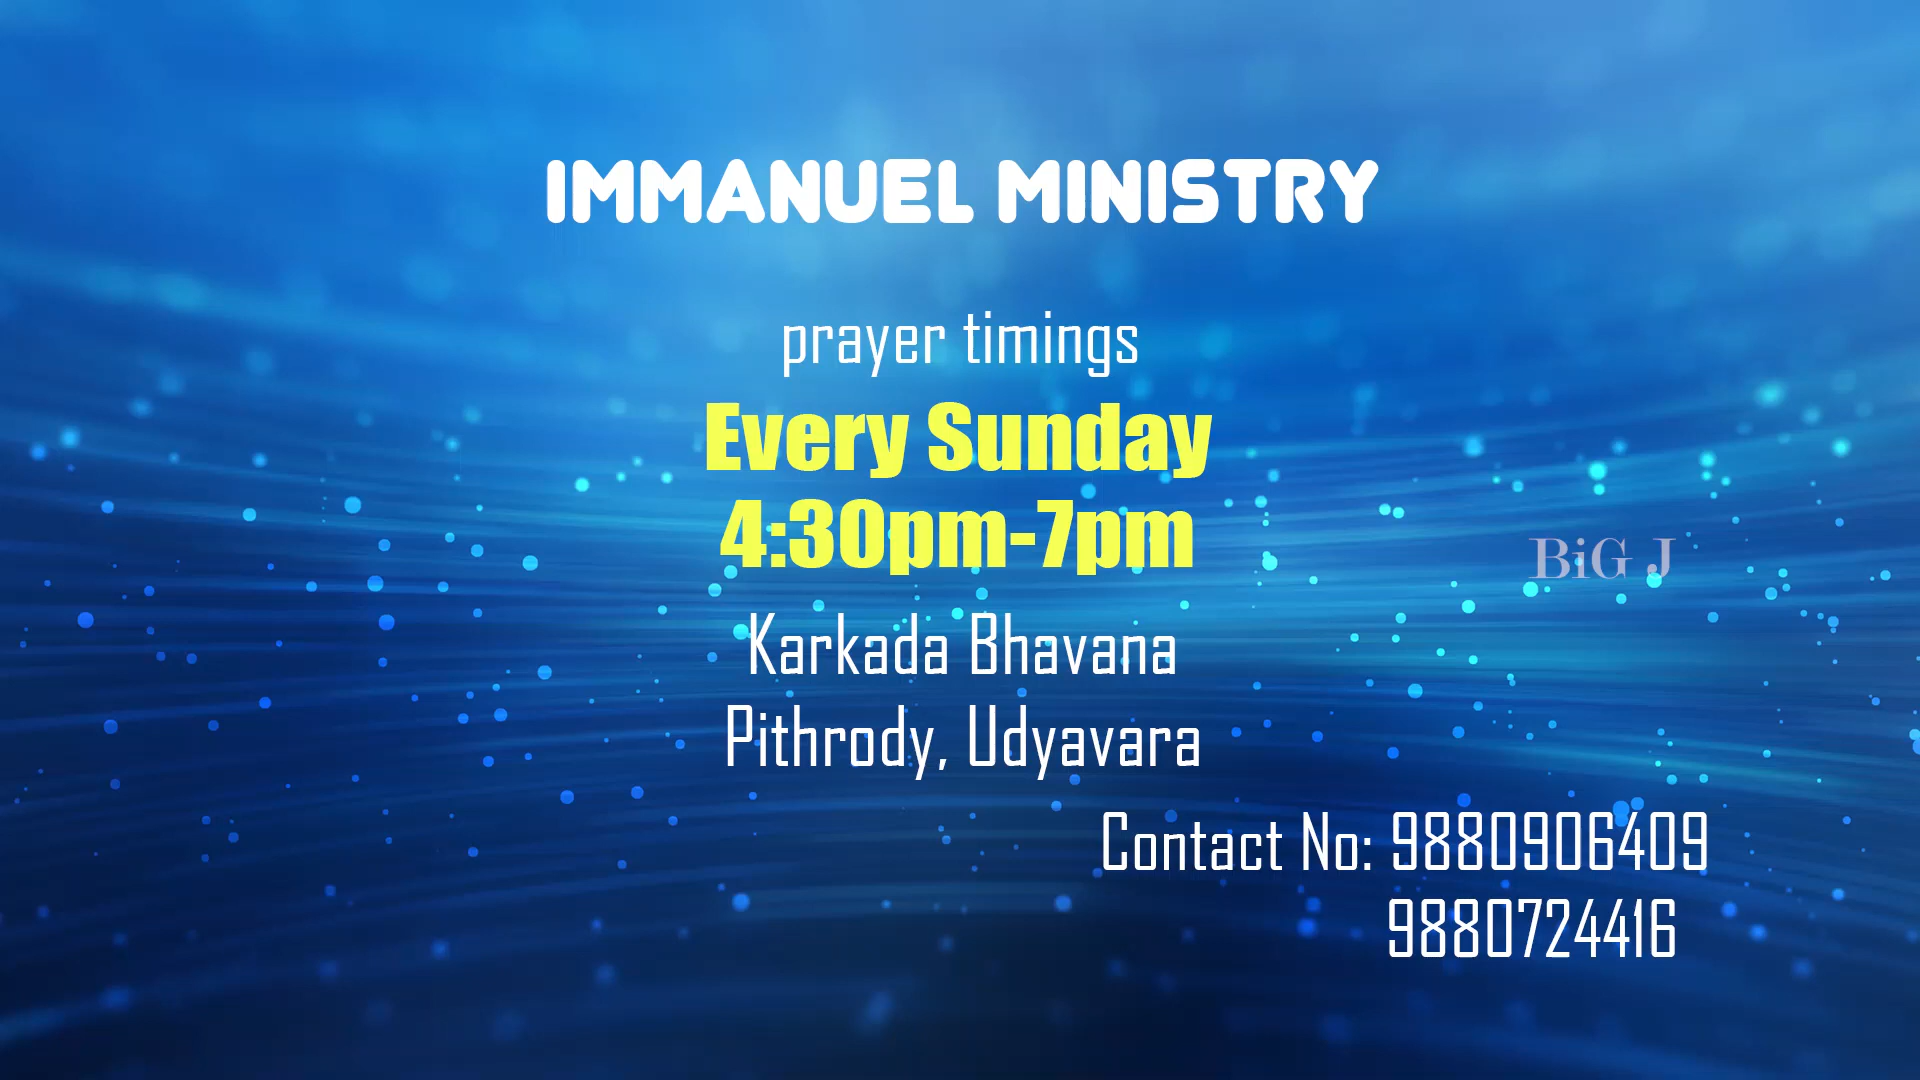 IMMANUEL MINISTRY
prayer timings
Every Sunday
4:30pm-7pm
BiG J
Karkada Bhavana
Pithrody, Udyavara
Contact No: 9880906409
9880724416